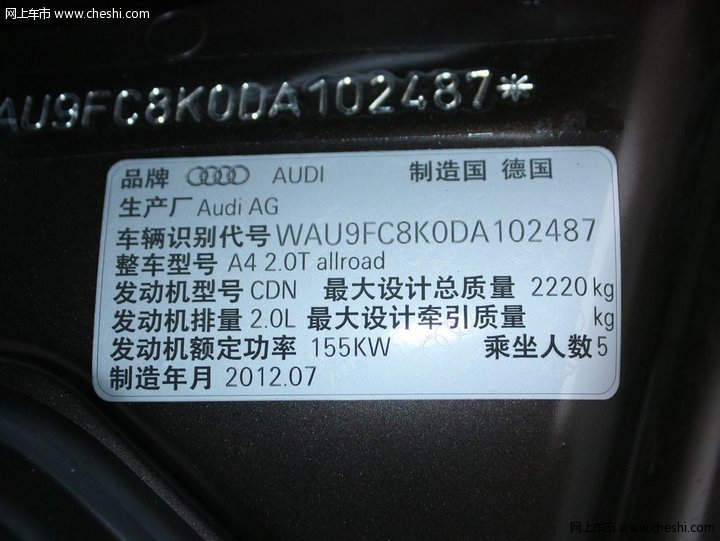 网上车市 www.cheshi.com
AU9FC8K0DA102487*
品牌 AUDI 制造国 德国
生产厂 Audi AG
车辆识别代号 WAU9FC8K0DA102487
整车型号 A4 2.0T allroad
发动机型号 CDN 最大设计总质量 2220 kg
发动机排量 2.0L 最大设计牵引质量 kg
发动机额定功率 155KW 乘坐人数 5
制造年月 2012.07
网上车市 www.cheshi.com